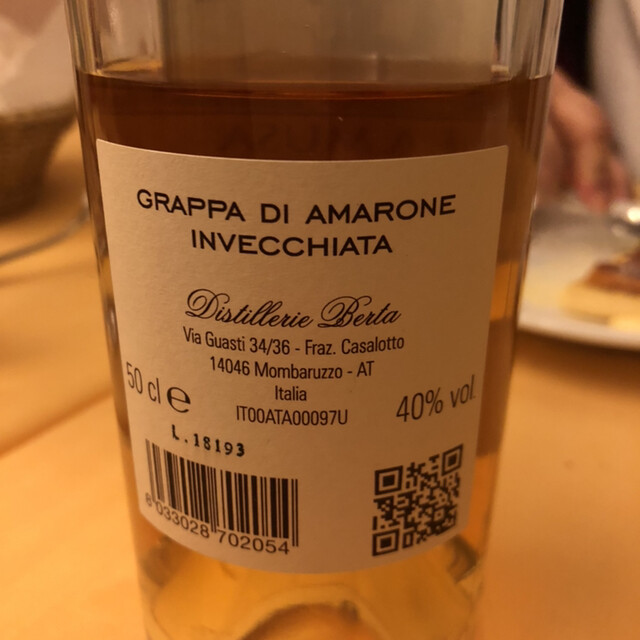 GRAPPA DI AMARONE
INVECCHIATA
Distillerie Berta
Via Guasti 34/36 - Fraz. Casalotto
14046 Mombaruzzo - AT
Italia
IT00ATA00097U
50 cl e
40% vol.
L.18193
8 033028 702054